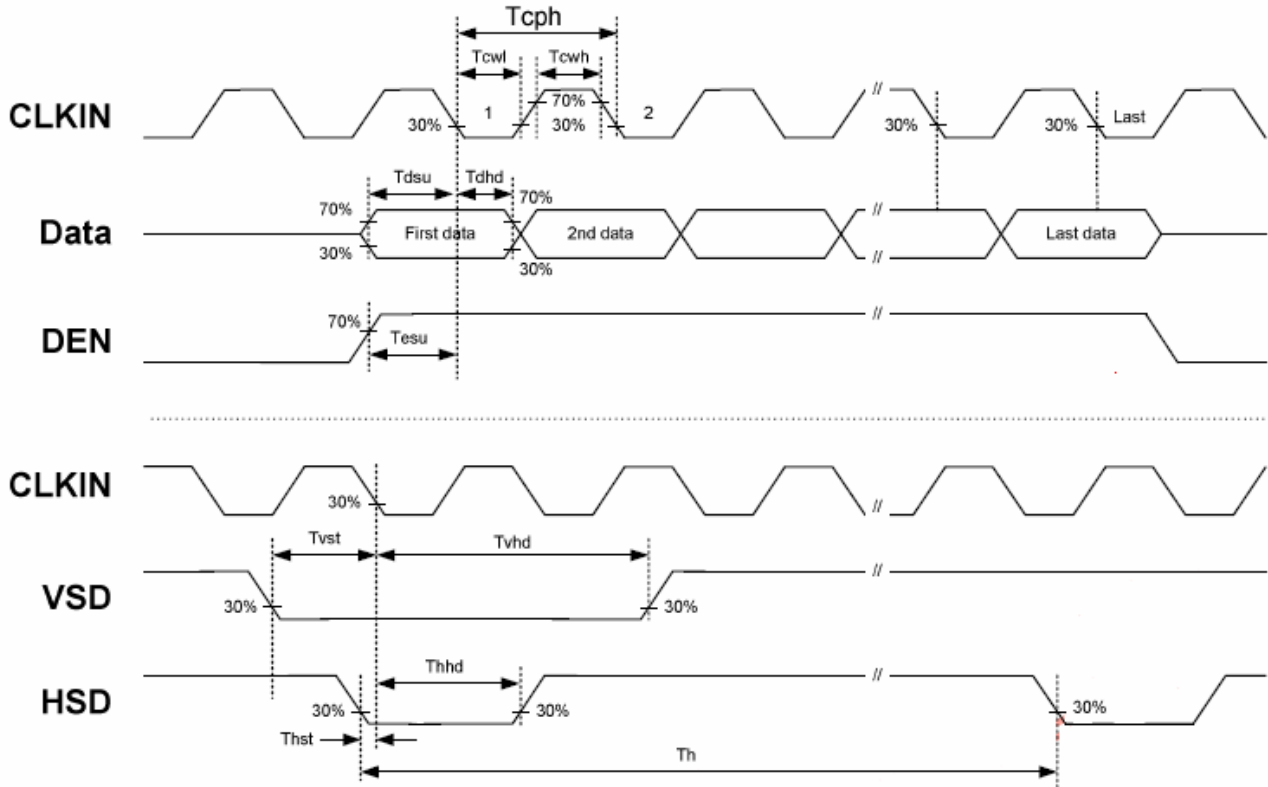 Tcph
Tcwl Tcwh
CLKIN 30% 1 70% 30% 2 // 30% 30% Last
Tdsu Tdhd
70% 70%
Data First data 2nd data // Last data
30% 30% //
DEN 70% //
Tesu
CLKIN 30% //
Tvst Tvhd
VSD 30% 30% //
Thhd
HSD 30% 30% // 30%
Thst
Th